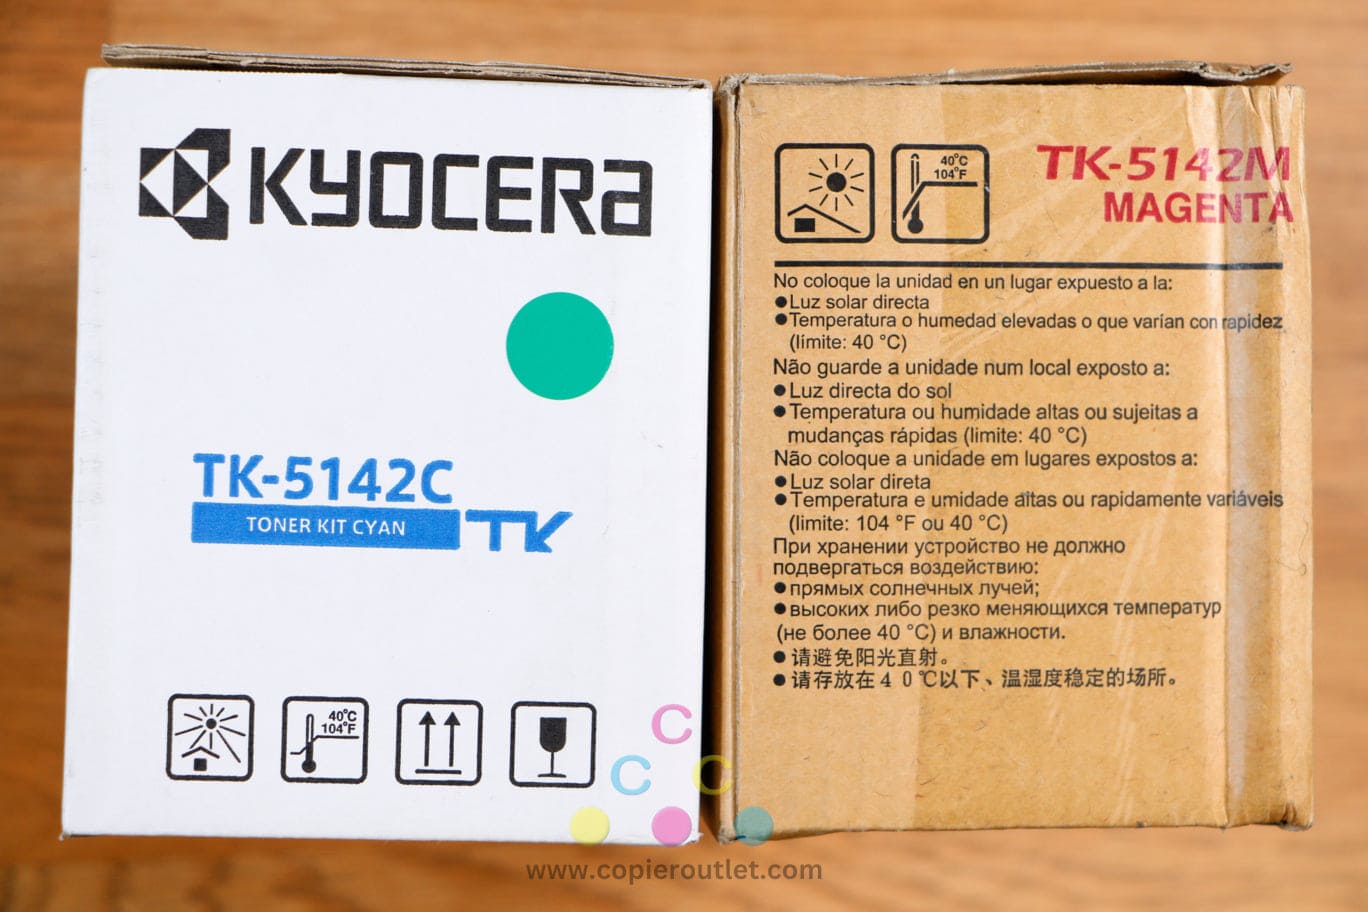 KYOCERA
TK-5142C
TONER KIT CYAN
TK
40°C
104°F
40°C
104°F
TK-5142M
MAGENTA
No coloque la unidad en un lugar expuesto a la:
●Luz solar directa
●Temperatura o humedad elevadas o que varían con rapidez
(límite: 40 °C)
Não guarde a unidade num local exposto a:
●Luz directa do sol
●Temperatura ou humidade altas ou sujeitas a
mudanças rápidas (limite: 40 °C)
Não coloque a unidade em lugares expostos a:
●Luz solar direta
●Temperatura e umidade altas ou rapidamente variáveis
(limite: 104 °F ou 40 °C)
При хранении устройство не должно
подвергаться воздействию:
●прямых солнечных лучей;
●высоких либо резко меняющихся температур
(не более 40 °C) и влажности.
●请避免阳光直射。
●请存放在４０℃以下、温湿度稳定的场所。
C
C C
www.copieroutlet.com